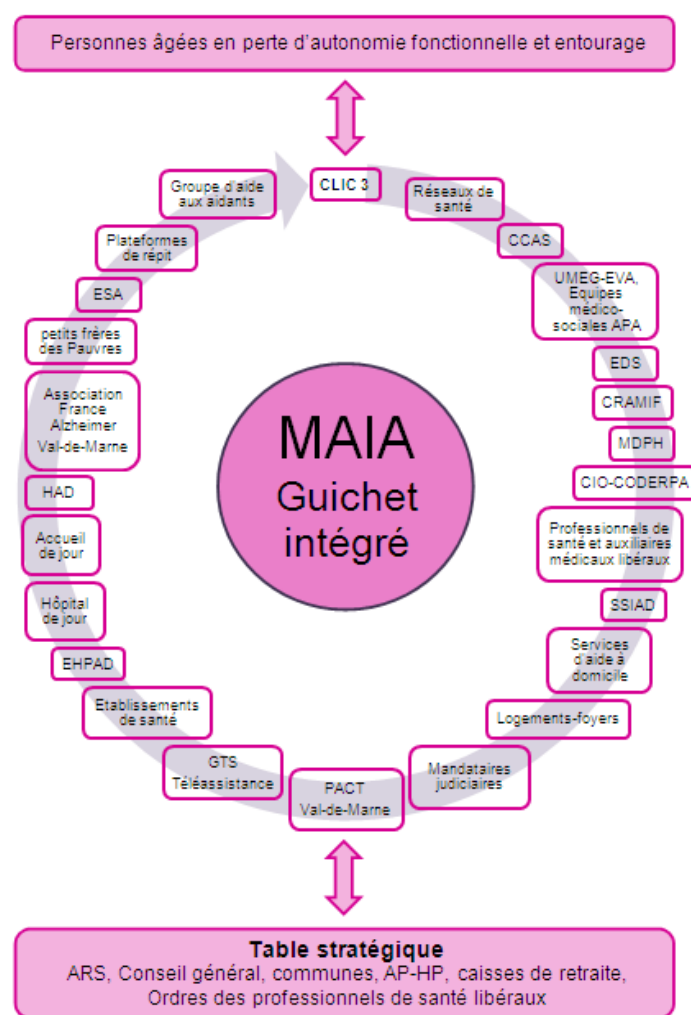 Personnes âgées en perte d'autonomie fonctionnelle et entourage
CLIC 3
Réseaux de
santé
CCAS
UMEG-EVA,
Equipes
médico-
sociales APA
EDS
CRAMIF
MDPH
CIO-CODERPA
Professionnels de
santé et auxiliaires
médicaux libéraux
SSIAD
Services
d'aide à
domicile
Logements-foyers
Mandataires
judiciaires
PACT
Val-de-Marne
GTS
Téléassistance
Etablissements
de santé
EHPAD
Hôpital
de jour
Accueil
de jour
HAD
Association
France
Alzheimer
Val-de-Marne
petits frères
des Pauvres
ESA
Plateformes
de répit
Groupe d'aide
aux aidants
MAIA
Guichet
intégré
Table stratégique
ARS, Conseil général, communes, AP-HP, caisses de retraite,
Ordres des professionnels de santé libéraux